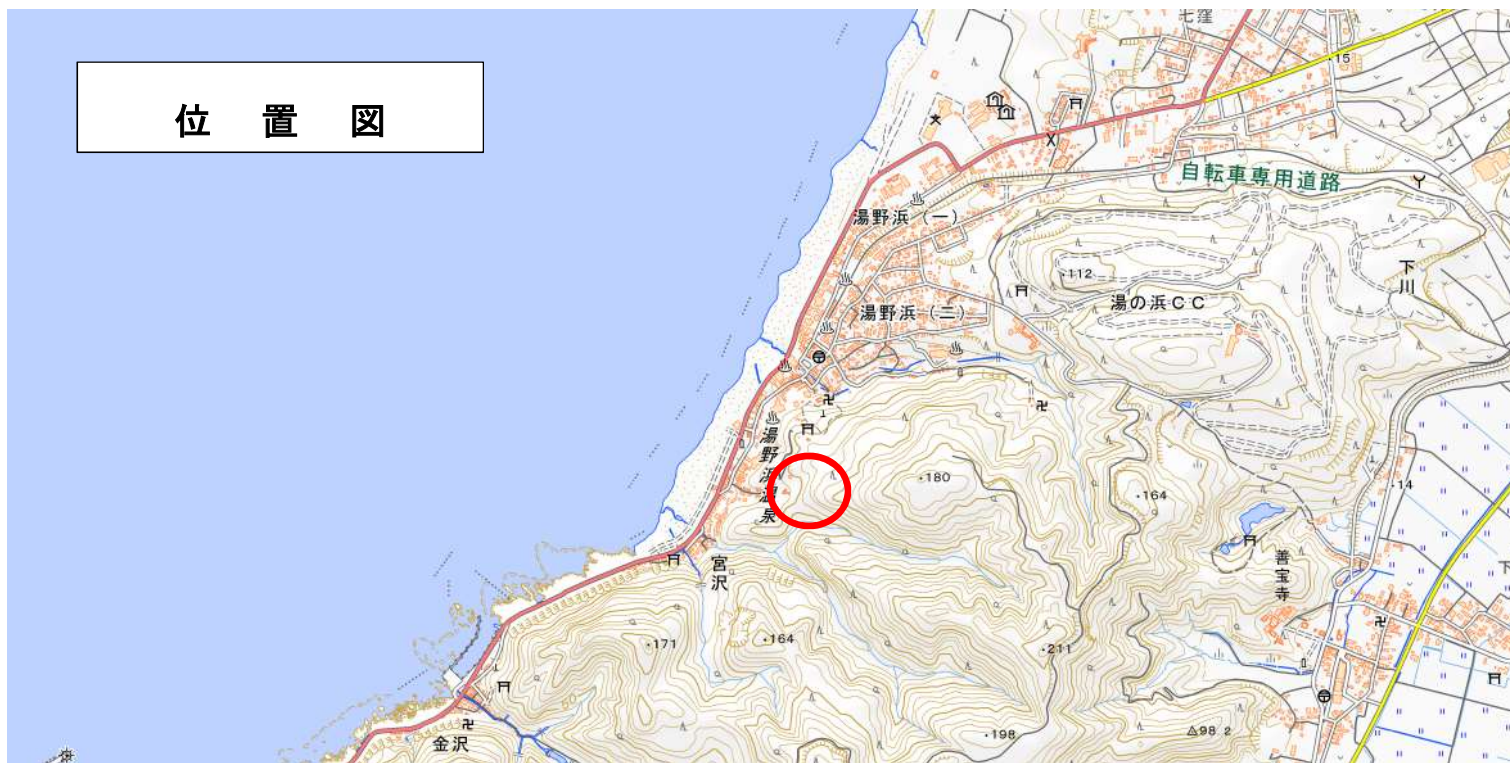 位 置 図
七窪
・15
自転車専用道路
湯野浜 (一)
・112
下川
湯の浜CC
湯野浜 (三)
湯野浜温泉
・180
・164
・14
宮沢
善宝寺
下
・171
・164
・211
金沢
・198
△98 2